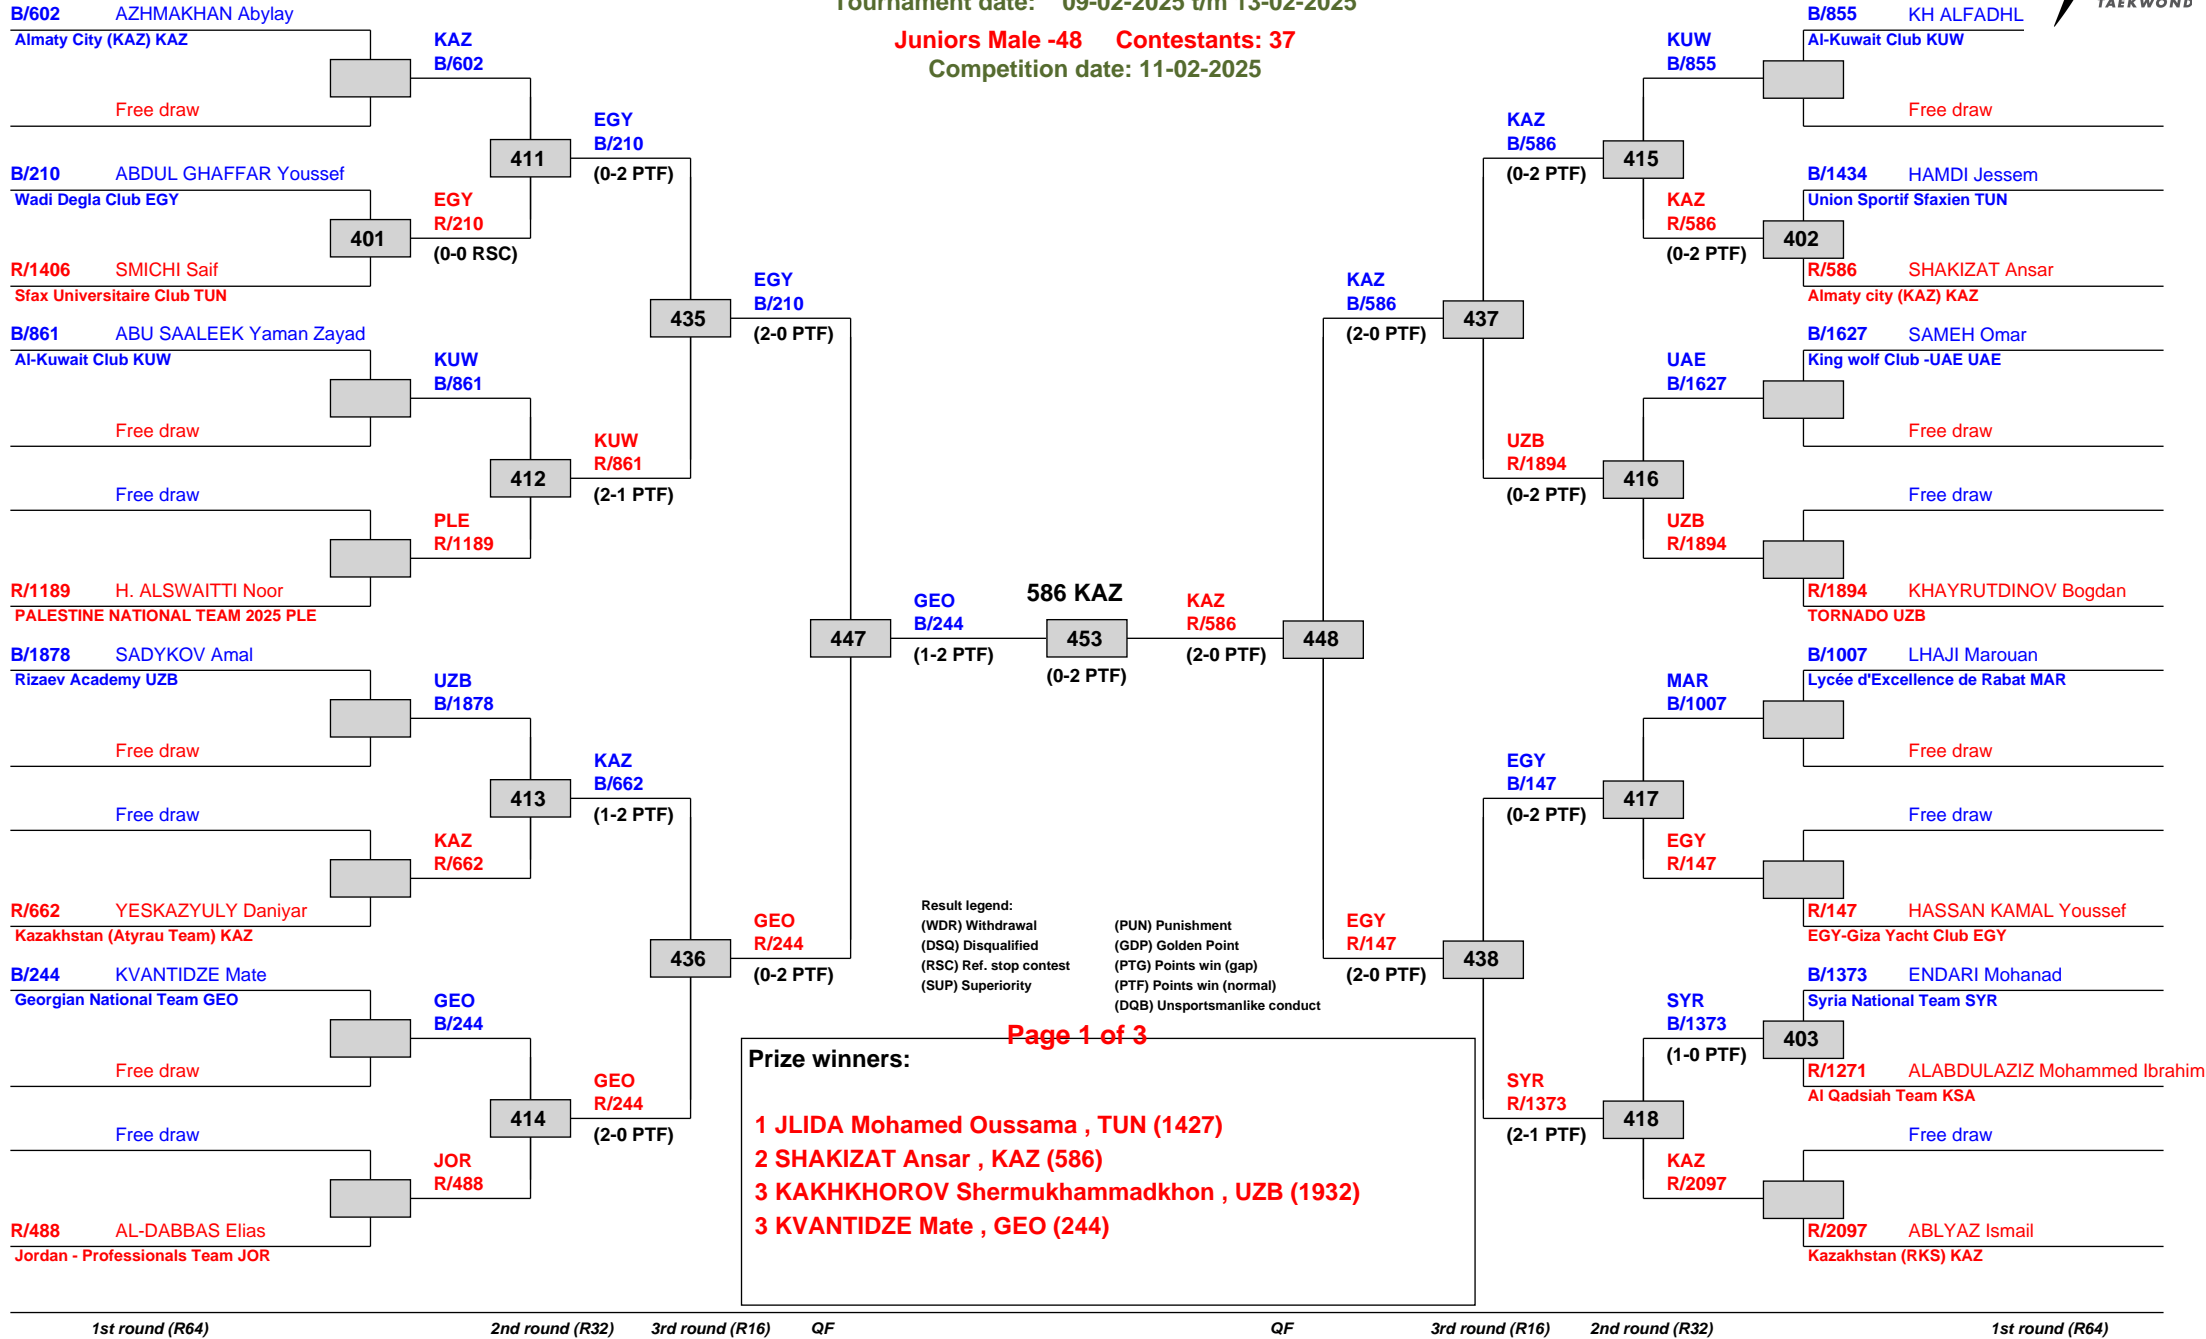 Tournament date: 09-02-2025 t/m 13-02-2025
Juniors Male -48 Contestants: 37
Competition date: 11-02-2025
TAEKWOND
B/602 AZHMAKHAN Abylay
Almaty City (KAZ) KAZ
Free draw
B/210 ABDUL GHAFFAR Youssef
Wadi Degla Club EGY
401
R/1406 SMICHI Saif
Sfax Universitaire Club TUN
B/861 ABU SAALEEK Yaman Zayad
Al-Kuwait Club KUW
Free draw
Free draw
R/1189 H. ALSWAITTI Noor
PALESTINE NATIONAL TEAM 2025 PLE
B/1878 SADYKOV Amal
Rizaev Academy UZB
Free draw
Free draw
R/662 YESKAZYULY Daniyar
Kazakhstan (Atyrau Team) KAZ
B/244 KVANTIDZE Mate
Georgian National Team GEO
Free draw
Free draw
R/488 AL-DABBAS Elias
Jordan - Professionals Team JOR
KAZ
B/602
411
EGY
R/210
(0-0 RSC)
KUW
B/861
412
PLE
R/1189
UZB
B/1878
413
KAZ
R/662
GEO
B/244
414
JOR
R/488
EGY
B/210
(0-2 PTF)
435
KUW
R/861
(2-1 PTF)
KAZ
B/662
(1-2 PTF)
436
GEO
R/244
(2-0 PTF)
EGY
B/210
(2-0 PTF)
447
GEO
R/244
(0-2 PTF)
GEO
B/244
(1-2 PTF)
586 KAZ
453
(0-2 PTF)
KAZ
R/586
(2-0 PTF)
448
KAZ
B/586
(2-0 PTF)
EGY
R/147
(2-0 PTF)
437
438
KAZ
B/586
(0-2 PTF)
UZB
R/1894
(0-2 PTF)
EGY
B/147
(0-2 PTF)
SYR
R/1373
(2-1 PTF)
KUW
B/855
415
KAZ
R/586
(0-2 PTF)
UAE
B/1627
416
UZB
R/1894
MAR
B/1007
417
EGY
R/147
SYR
B/1373
(1-0 PTF)
418
KAZ
R/2097
B/855 KH ALFADHL
Al-Kuwait Club KUW
Free draw
B/1434 HAMDI Jessem
Union Sportif Sfaxien TUN
402
R/586 SHAKIZAT Ansar
Almaty city (KAZ) KAZ
B/1627 SAMEH Omar
King wolf Club -UAE UAE
Free draw
Free draw
R/1894 KHAYRUTDINOV Bogdan
TORNADO UZB
B/1007 LHAJI Marouan
Lycée d'Excellence de Rabat MAR
Free draw
Free draw
R/147 HASSAN KAMAL Youssef
EGY-Giza Yacht Club EGY
B/1373 ENDARI Mohanad
Syria National Team SYR
403
R/1271 ALABDULAZIZ Mohammed Ibrahim
Al Qadsiah Team KSA
Free draw
R/2097 ABLYAZ Ismail
Kazakhstan (RKS) KAZ
Result legend:
(WDR) Withdrawal (PUN) Punishment
(DSQ) Disqualified (GDP) Golden Point
(RSC) Ref. stop contest (PTG) Points win (gap)
(SUP) Superiority (PTF) Points win (normal)
(DQB) Unsportsmanlike conduct
Page 1 of 3
Prize winners:
1 JLIDA Mohamed Oussama , TUN (1427)
2 SHAKIZAT Ansar , KAZ (586)
3 KAKHKHOROV Shermukhammadkhon , UZB (1932)
3 KVANTIDZE Mate , GEO (244)
1st round (R64) 2nd round (R32) 3rd round (R16) QF QF 3rd round (R16) 2nd round (R32) 1st round (R64)